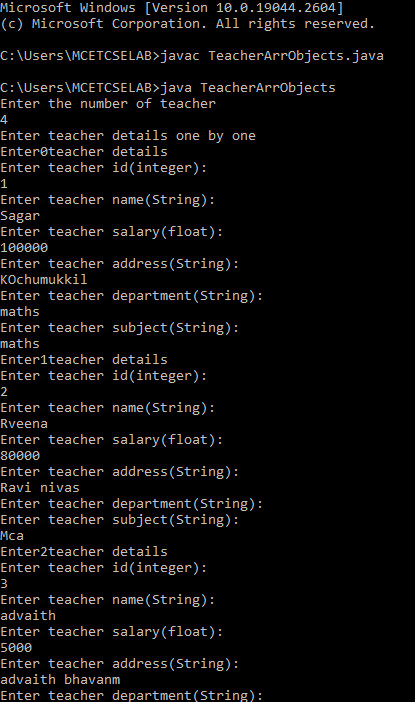 Microsoft Windows [Version 10.0.19044.2604]
(c) Microsoft Corporation. All rights reserved.
C:\Users\MCETCSELAB>javac TeacherArrObjects.java
C:\Users\MCETCSELAB>java TeacherArrObjects
Enter the number of teacher
4
Enter teacher details one by one
Enter0teacher details
Enter teacher id(integer):
1
Enter teacher name(String):
Sagar
Enter teacher salary(float):
100000
Enter teacher address(String):
KOchumukkil
Enter teacher department(String):
maths
Enter teacher subject(String):
maths
Enter1teacher details
Enter teacher id(integer):
2
Enter teacher name(String):
Rveena
Enter teacher salary(float):
80000
Enter teacher address(String):
Ravi nivas
Enter teacher department(String):
Enter teacher subject(String):
Mca
Enter2teacher details
Enter teacher id(integer):
3
Enter teacher name(String):
advaith
Enter teacher salary(float):
5000
Enter teacher address(String):
advaith bhavanm
Enter teacher department(String):